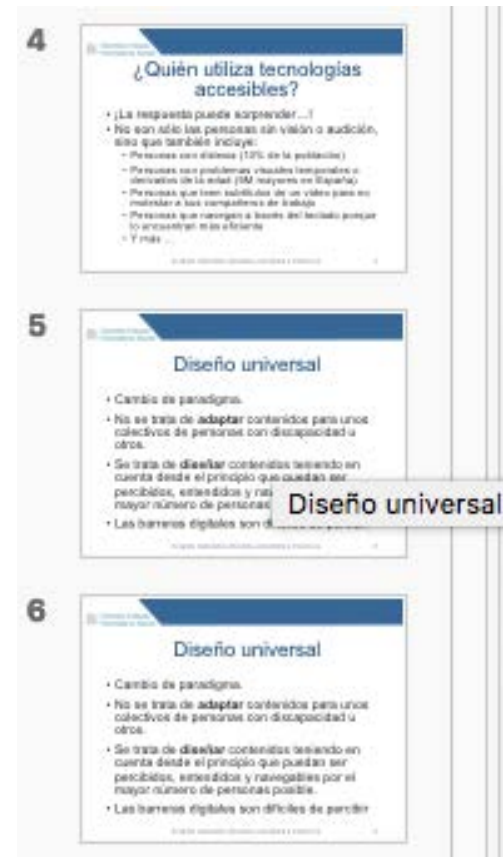 4
¿Quién utiliza tecnologías
accesibles?
• ¡La respuesta puede sorprender ...!
• No son sólo las personas sin visión o audición,
sino que también incluye:
– Personas con dislexia (10% de la población)
– Personas con problemas visuales temporales o
derivados de la edad (9M mayores en España)
– Personas que leen subtítulos de un video para no
molestar a sus compañeros de trabajo
– Personas que navegan a través del teclado porque
lo encuentran más eficiente
– Y más ...
5
Diseño universal
• Cambio de paradigma.
• No se trata de adaptar contenidos para unos
colectivos de personas con discapacidad u
otros.
• Se trata de diseñar contenidos teniendo en
cuenta desde el principio que puedan ser
percibidos, entendidos y
mayor número de personas
• Las barreras digitales son
Diseño universal
6
Diseño universal
• Cambio de paradigma.
• No se trata de adaptar contenidos para unos
colectivos de personas con discapacidad u
otros.
• Se trata de diseñar contenidos teniendo en
cuenta desde el principio que puedan ser
percibidos, entendidos y navegables por el
mayor número de personas posible.
• Las barreras digitales son difíciles de percibir